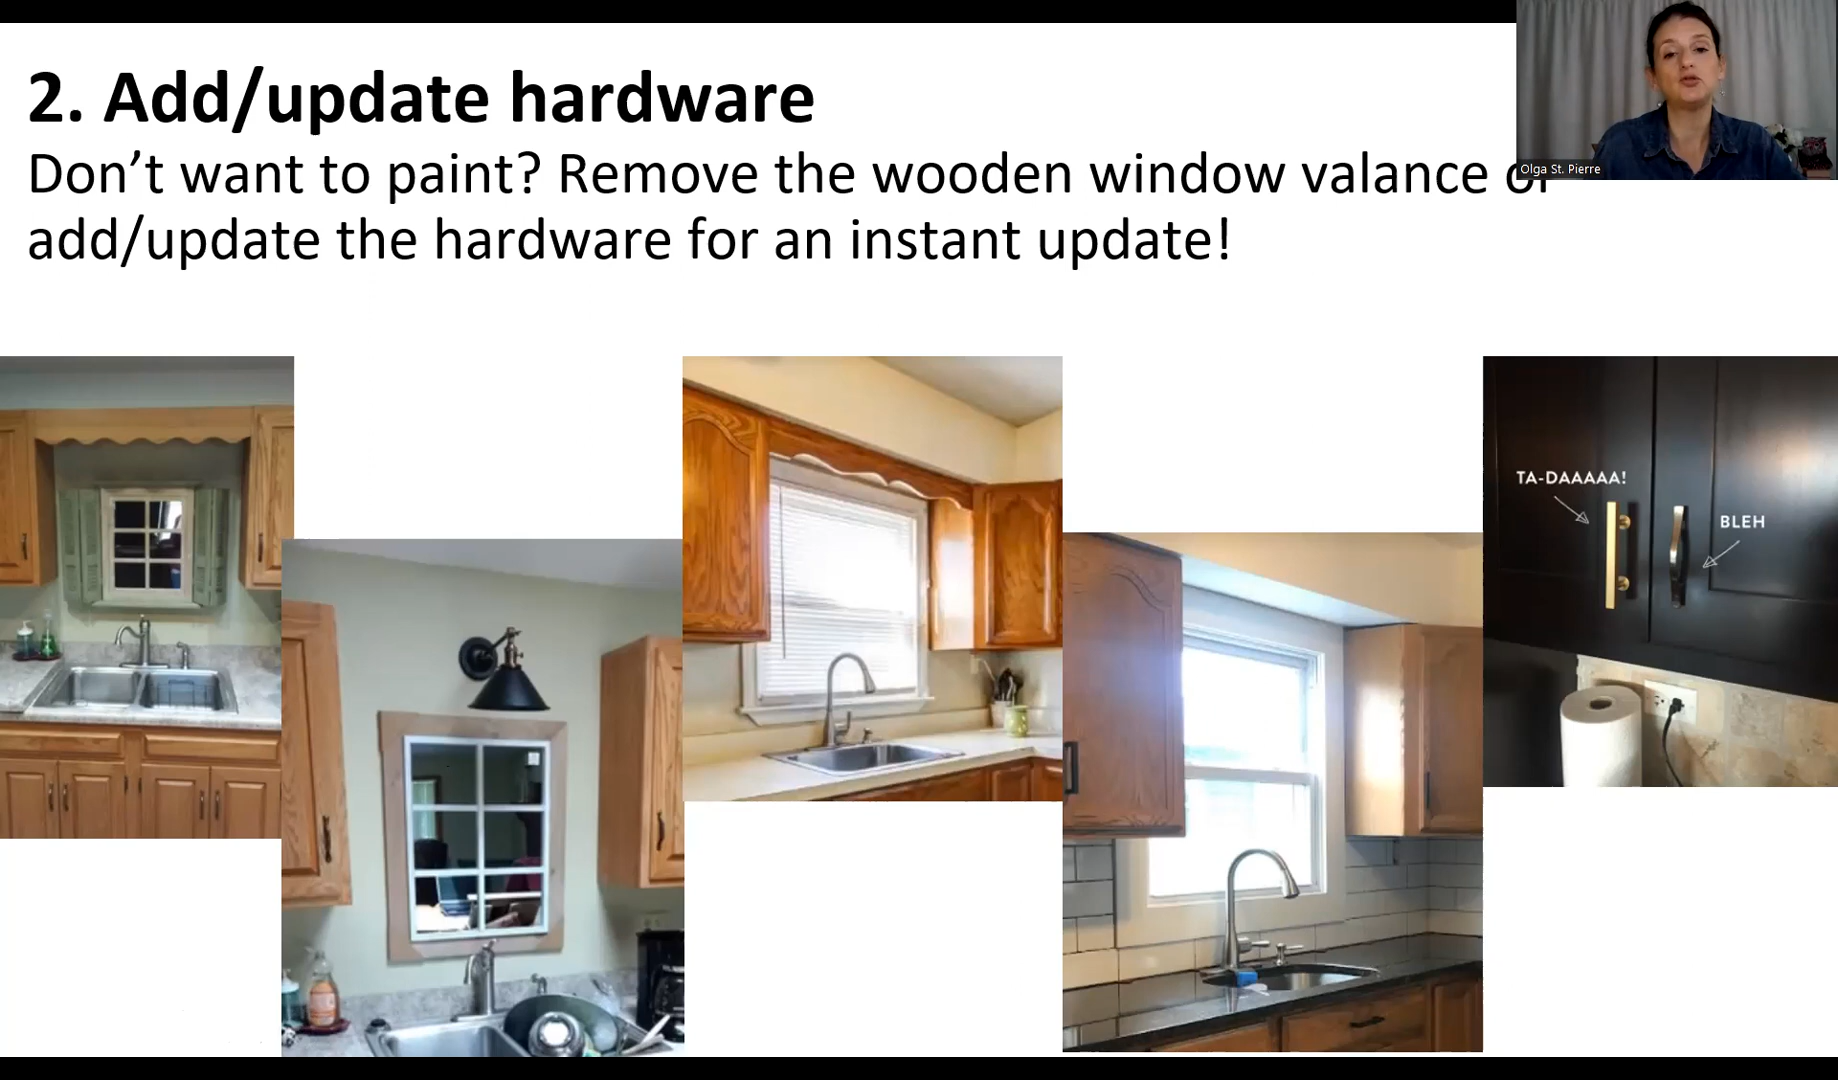 2. Add/update hardware
Don’t want to paint? Remove the wooden window valance or
add/update the hardware for an instant update!
Olga St. Pierre
TA-DAAAAA!
BLEH